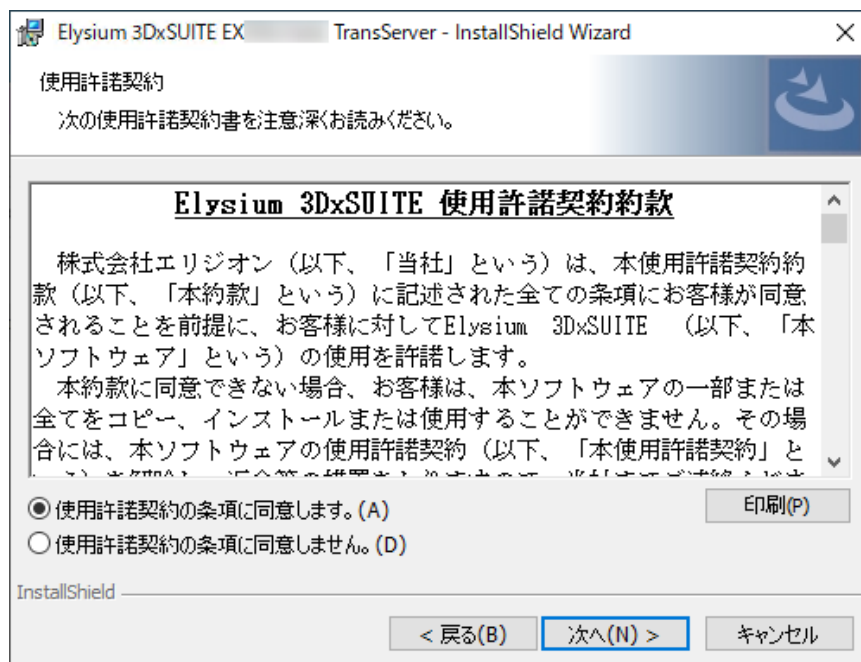 Elysium 3DxSUITE EX TransServer - InstallShield Wizard
使用許諾契約
次の使用許諾契約書を注意深くお読みください。
Elysium 3DxSUITE 使用許諾契約約款
株式会社エリジオン（以下、「当社」という）は、本使用許諾契約約
款（以下、「本約款」という）に記述された全ての条項にお客様が同意
されることを前提に、お客様に対してElysium 3DxSUITE （以下、「本
ソフトウェア」という）の使用を許諾します。
本約款に同意できない場合、お客様は、本ソフトウェアの一部または
全てをコピー、インストールまたは使用することができません。その場
合には、本ソフトウェアの使用許諾契約（以下、「本使用許諾契約」と
使用許諾契約の条項に同意します。(A)
印刷(P)
使用許諾契約の条項に同意しません。(D)
InstallShield
< 戻る(B)
次へ(N) >
キャンセル